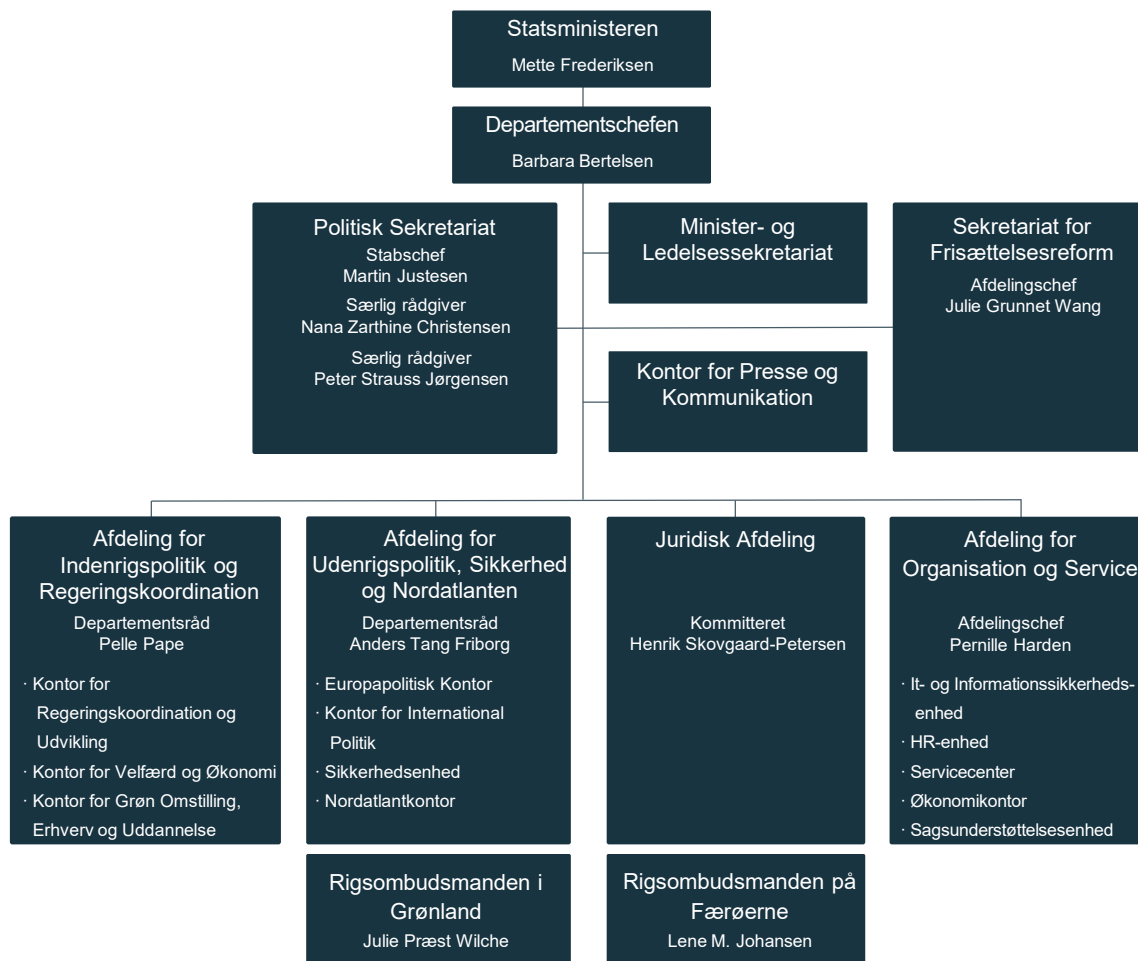 Statsministeren
Mette Frederiksen
Departementschefen
Barbara Bertelsen
Politisk Sekretariat
Stabschef
Martin Justesen
Særlig rådgiver
Nana Zarthine Christensen
Særlig rådgiver
Peter Strauss Jørgensen
Minister- og
Ledelsessekretariat
Kontor for Presse og
Kommunikation
Sekretariat for
Frisættelsesreform
Afdelingschef
Julie Grunnet Wang
Afdeling for
Indenrigspolitik og
Regeringskoordination
Departementsråd
Pelle Pape
· Kontor for
Regeringskoordination og
Udvikling
· Kontor for Velfærd og Økonomi
· Kontor for Grøn Omstilling,
Erhverv og Uddannelse
Afdeling for
Udenrigspolitik, Sikkerhed
og Nordatlanten
Departementsråd
Anders Tang Friborg
· Europapolitisk Kontor
· Kontor for International
Politik
· Sikkerhedsenhed
· Nordatlantkontor
Juridisk Afdeling
Kommitteret
Henrik Skovgaard-Petersen
Afdeling for
Organisation og Service
Afdelingschef
Pernille Harden
· It- og Informationssikkerheds-
enhed
· HR-enhed
· Servicecenter
· Økonomikontor
· Sagsunderstøttelsesenhed
Rigsombudsmanden i
Grønland
Julie Præst Wilche
Rigsombudsmanden på
Færøerne
Lene M. Johansen